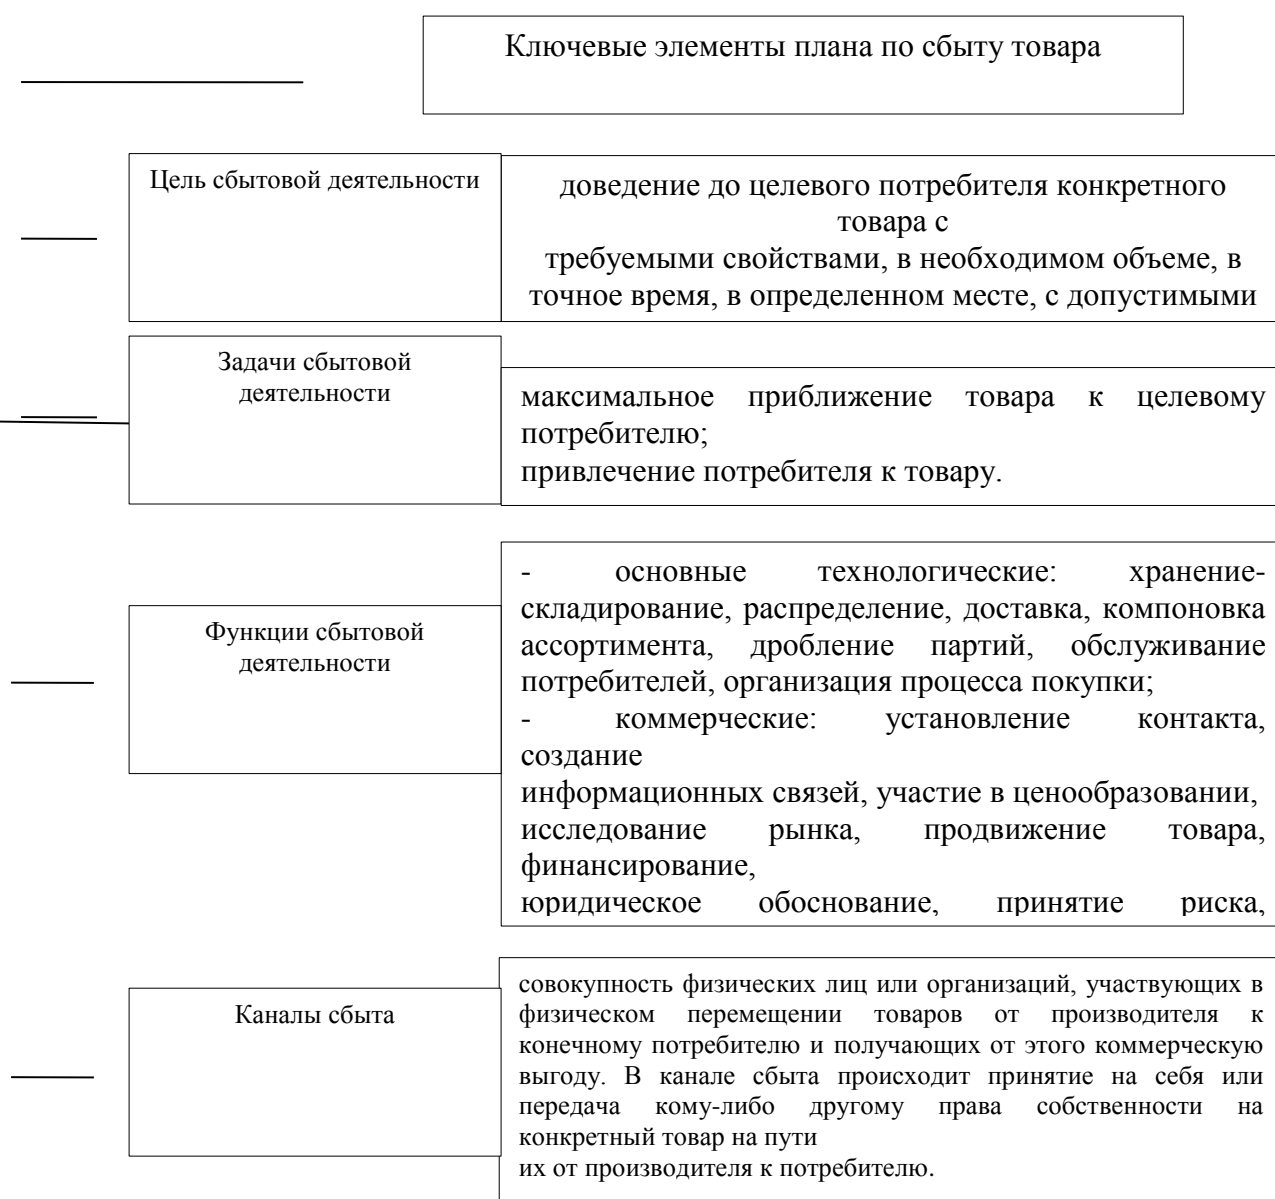 Ключевые элементы плана по сбыту товара
Цель сбытовой деятельности
доведение до целевого потребителя конкретного
товара с
требуемыми свойствами, в необходимом объеме, в
точное время, в определенном месте, с допустимыми
Задачи сбытовой
деятельности
максимальное приближение товара к целевому
потребителю;
привлечение потребителя к товару.
Функции сбытовой
деятельности
- основные технологические: хранение-
складирование, распределение, доставка, компоновка
ассортимента, дробление партий, обслуживание
потребителей, организация процесса покупки;
- коммерческие: установление контакта,
создание
информационных связей, участие в ценообразовании,
исследование рынка, продвижение товара,
финансирование,
юридическое обоснование, принятие риска,
Каналы сбыта
совокупность физических лиц или организаций, участвующих в
физическом перемещении товаров от производителя к
конечному потребителю и получающих от этого коммерческую
выгоду. В канале сбыта происходит принятие на себя или
передача кому-либо другому права собственности на
конкретный товар на пути
их от производителя к потребителю.